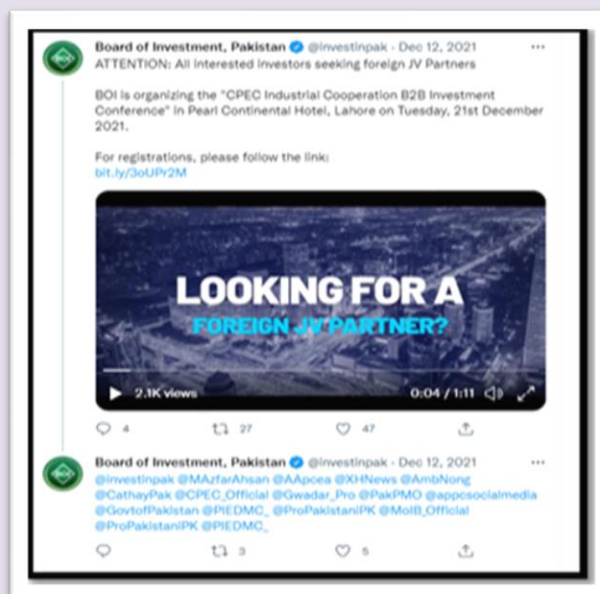 Board of Investment, Pakistan @investinpak · Dec 12, 2021
ATTENTION: All interested investors seeking foreign JV Partners
BOI is organizing the "CPEC Industrial Cooperation B2B Investment
Conference" in Pearl Continental Hotel, Lahore on Tuesday, 21st December
2021.
For registrations, please follow the link:
bit.ly/3oUPr2M
LOOKING FOR A
FOREIGN JV PARTNER?
2.1K views 0:04 / 1:11
4 27 47
Board of Investment, Pakistan @investinpak · Dec 12, 2021
@investinpak @MAzfarAhsan @AApcea @XHNews @AmbNong
@CathayPak @CPEC_Official @Gwadar_Pro @PakPMO @appcsocialmedia
@GovtofPakistan @PIEDMC_ @ProPakistaniPK @MoIB_Official
@ProPakistaniPK @PIEDMC_
3 5